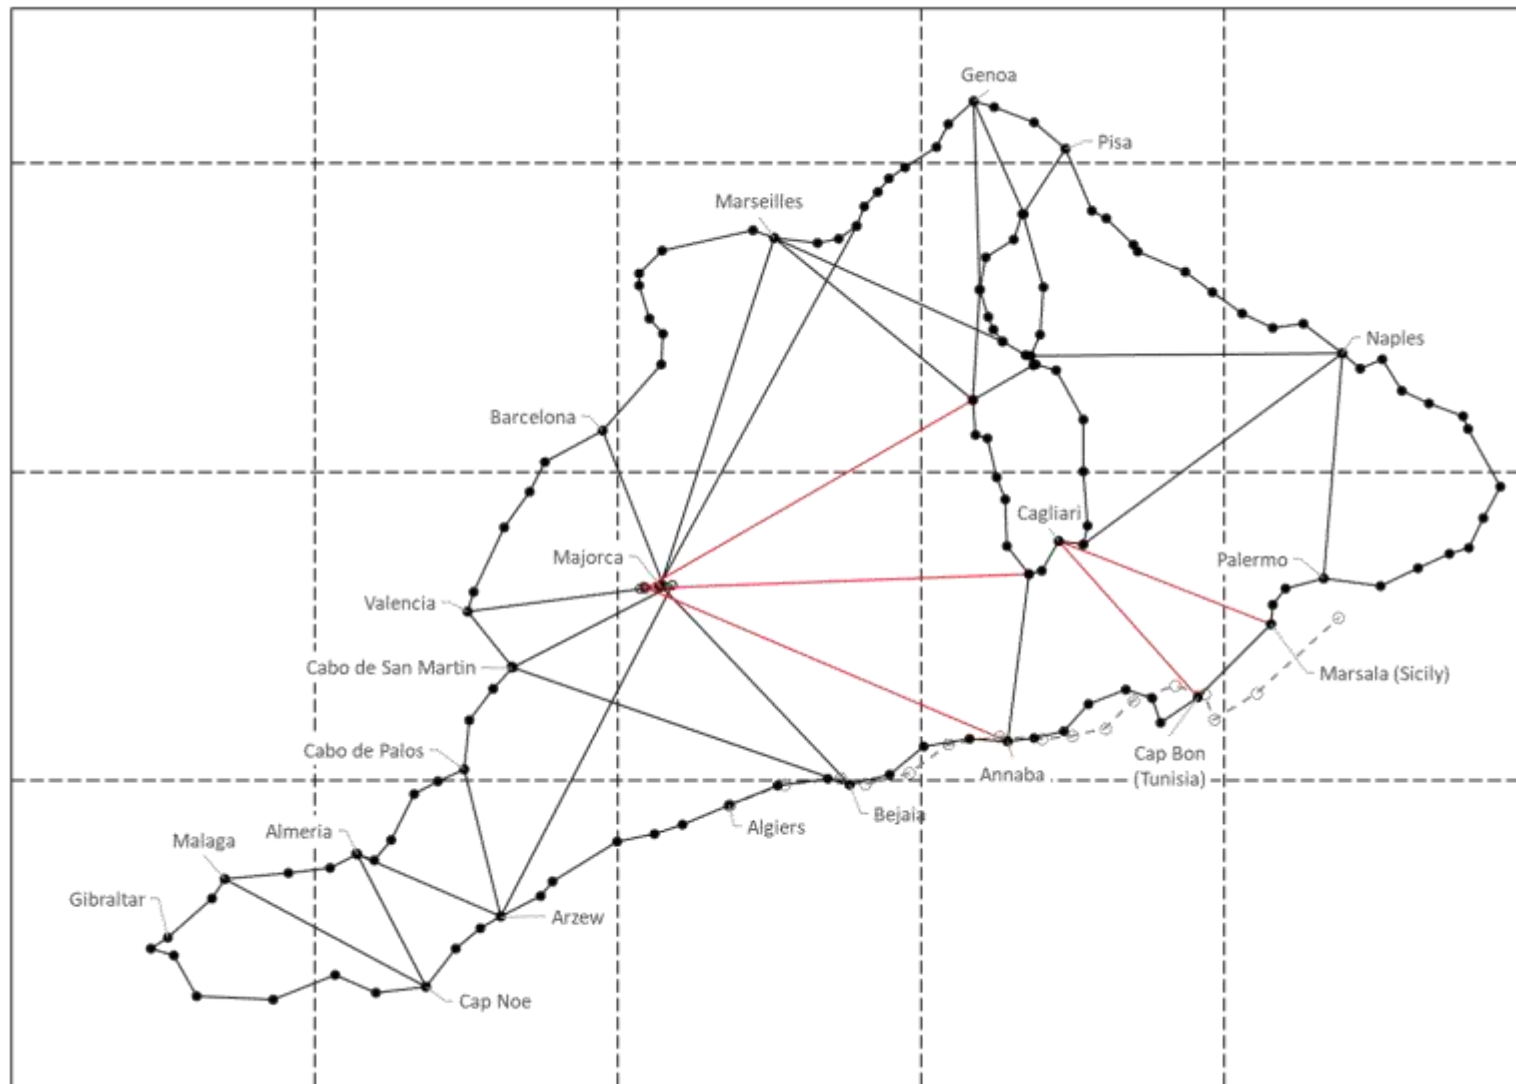 Genoa
Pisa
Marseilles
Naples
Barcelona
Cagliari
Majorca
Palermo
Valencia
Cabo de San Martin
Marsala (Sicily)
Cabo de Palos
Cap Bon
(Tunisia)
Annaba
Bejaia
Algiers
Almeria
Malaga
Gibraltar
Arzew
Cap Noe